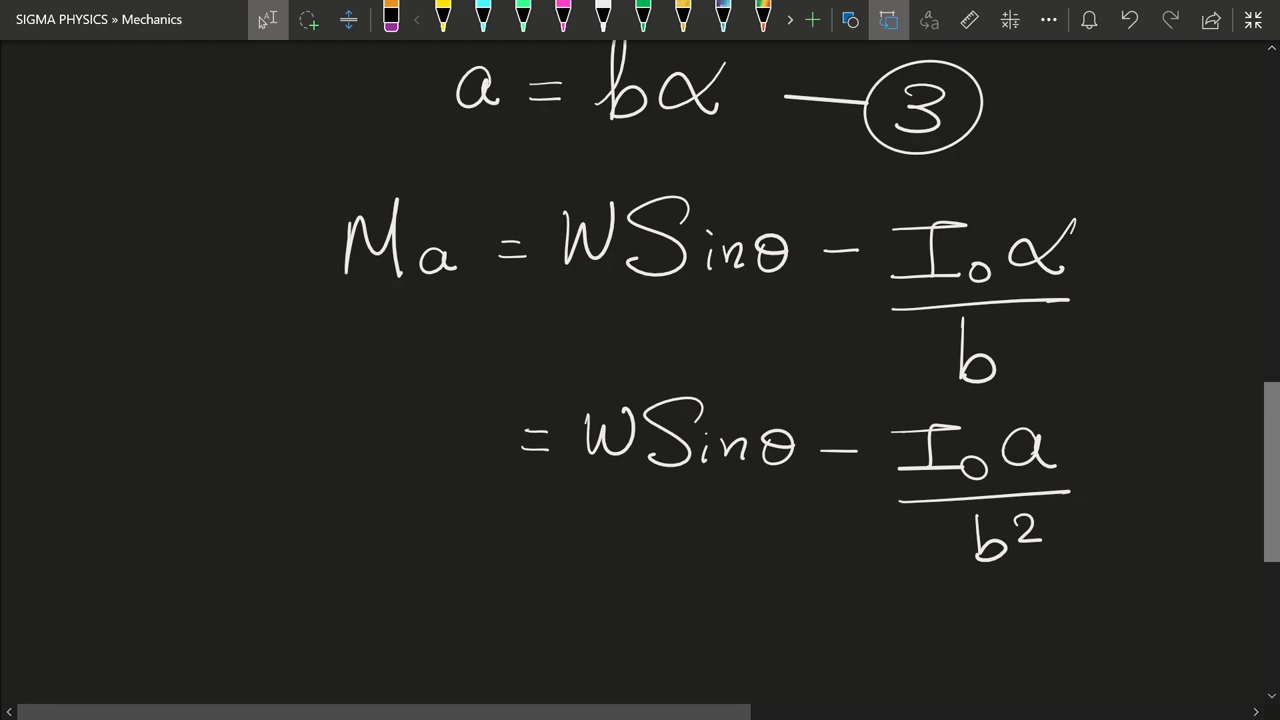 SIGMA PHYSICS » Mechanics
a = bα — 3
Ma = WSinθ - I₀α/b
= WSinθ - I₀a/b²